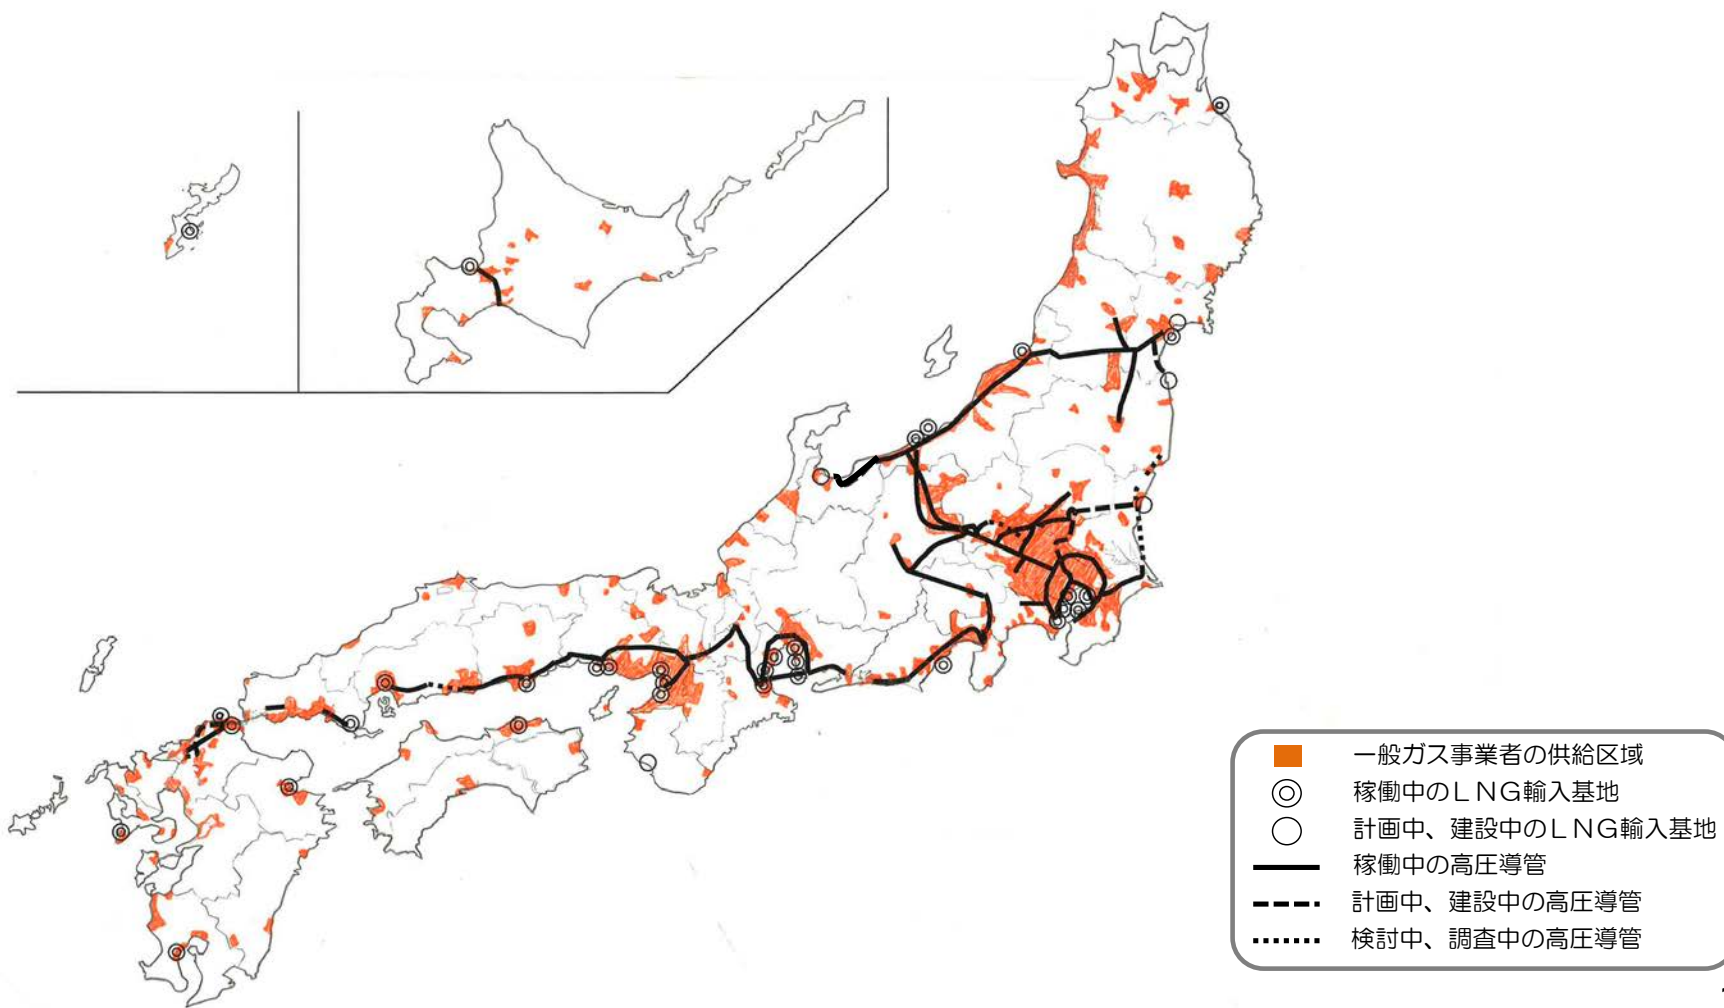 一般ガス事業者の供給区域
稼働中のＬＮＧ輸入基地
計画中、建設中のＬＮＧ輸入基地
稼働中の高圧導管
計画中、建設中の高圧導管
検討中、調査中の高圧導管